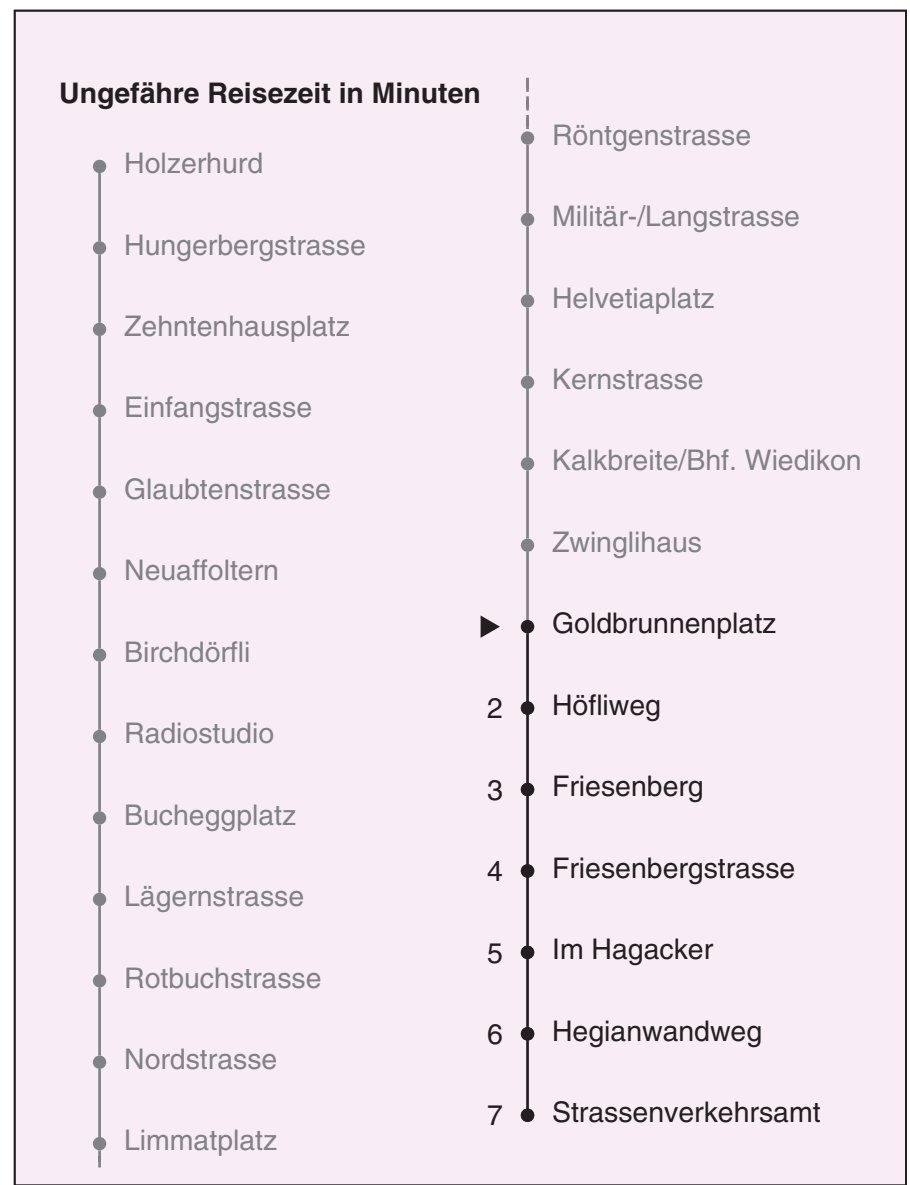 Ungefähre Reisezeit in Minuten
Holzerhurd
Hungerbergstrasse
Zehntenhausplatz
Einfangstrasse
Glaubtenstrasse
Neuaffoltern
Birchdörfli
Radiostudio
Bucheggplatz
Lägernstrasse
Rotbuchstrasse
Nordstrasse
Limmatplatz
Röntgenstrasse
Militär-/Langstrasse
Helvetiaplatz
Kernstrasse
Kalkbreite/Bhf. Wiedikon
Zwinglihaus
Goldbrunnenplatz
2 Höfliweg
3 Friesenberg
4 Friesenbergstrasse
5 Im Hagacker
6 Hegianwandweg
7 Strassenverkehrsamt